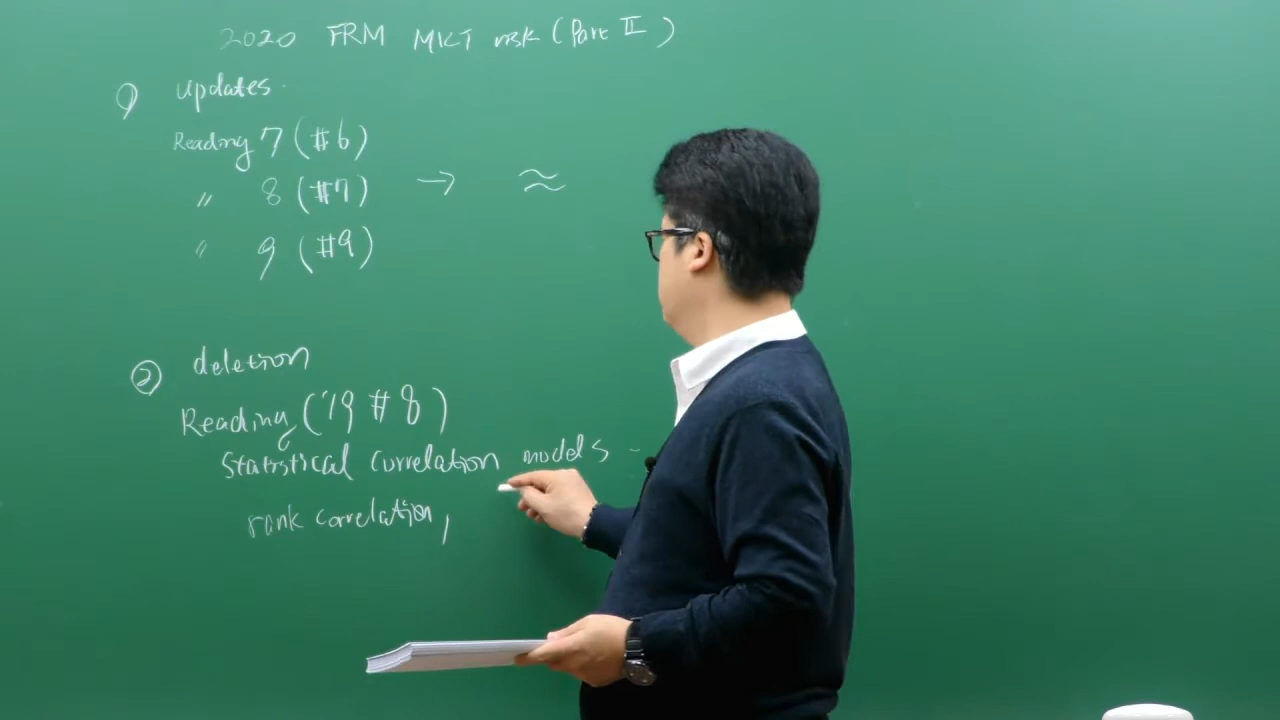 2020 FRM MKT risk (Part II)
① updates.
Reading 7 (#6)
〃 8 (#7) → ≈
〃 9 (#9)
② deletion
Reading ('19 #8)
Statistical correlation models -
rank correlation,